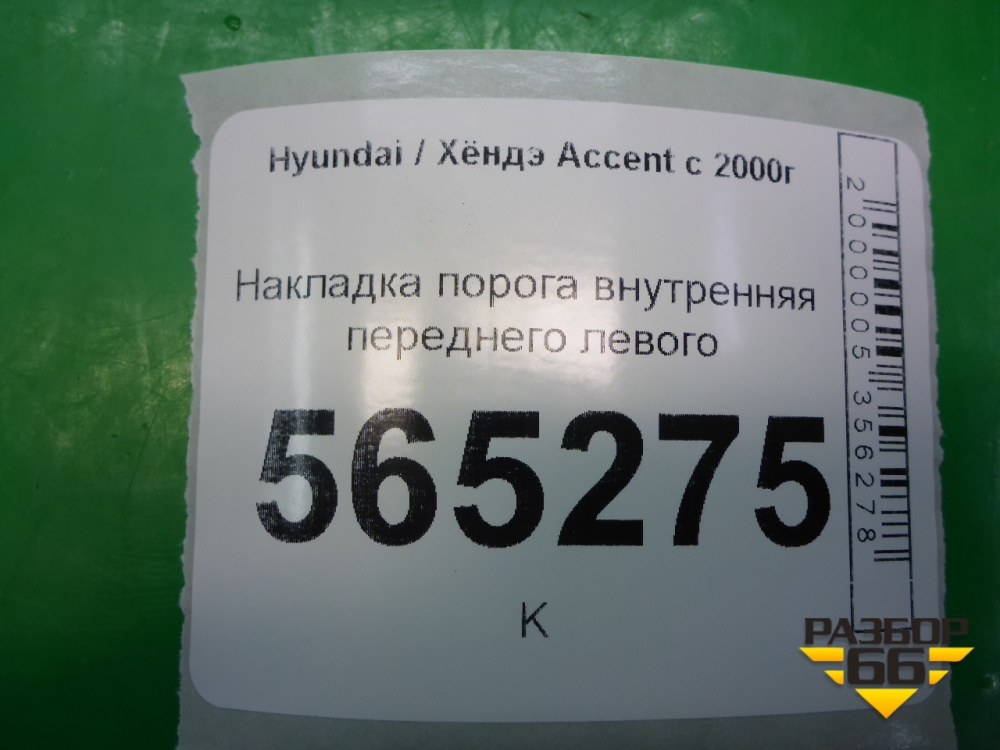 Hyundai / Хёндэ Accent с 2000г
Накладка порога внутренняя
переднего левого
565275
К
2000005356278
РАЗБОР
66